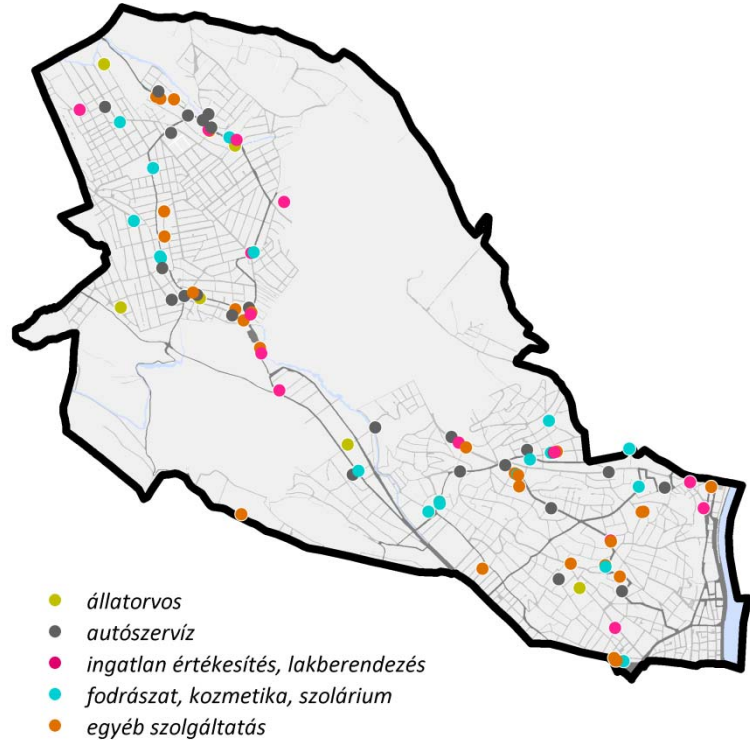 állatorvos
autószervíz
ingatlan értékesítés, lakberendezés
fodrászat, kozmetika, szolárium
egyéb szolgáltatás